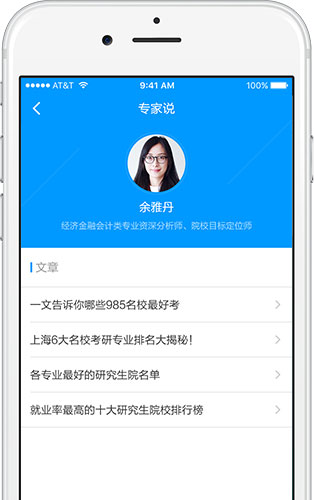 AT&T
9:41 AM
100%
专家说
余雅丹
经济金融会计类专业资深分析师、院校目标定位师
文章
一文告诉你哪些985名校最好考
上海6大名校考研专业排名大揭秘!
各专业最好的研究生院名单
就业率最高的十大研究生院校排行榜